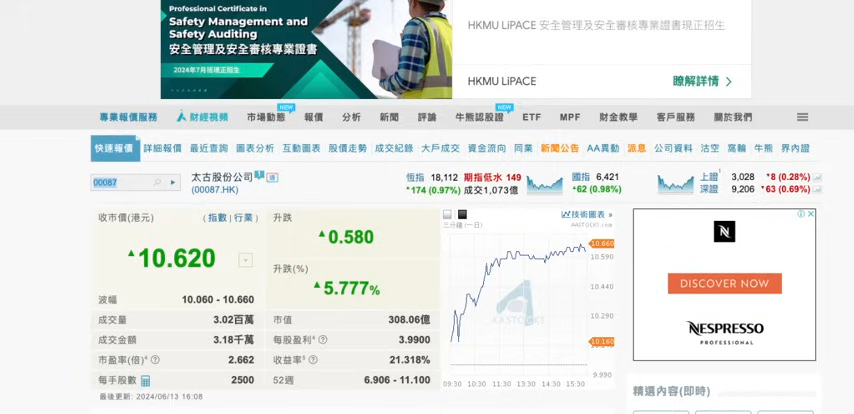 Professional Certificate in
Safety Management and
Safety Auditing
安全管理及安全審核專業證書
2024年7月班現正招生
HKMU LiPACE 安全管理及安全審核專業證書現正招生
HKMU LiPACE
瞭解詳情
專業報價服務 財經視頻 市場動態 NEW 報價 分析 新聞 評論 牛熊認股證 NEW ETF MPF 財金教學 客戶服務 關於我們
快速報價 詳細報價 最近查詢 圖表分析 互動圖表 股價走勢 成交紀錄 大戶成交 資金流向 同業 新聞公告 AA異動 派息 公司資料 沽空 窩輪 牛熊 界內證
00087
太古股份公司
(00087.HK)
恆指 18,112 期指低水 149
▲174 (0.97%) 成交1,073億
國指 6,421
▲62 (0.98%)
上證 3,028 ▼8 (0.28%)
深證 9,206 ▼63 (0.69%)
收市價(港元) (指數|行業)
▲10.620
升跌
▲0.580
升跌(%)
▲5.777%
波幅 10.060 - 10.660
成交量 3.02百萬
市值 308.06億
成交金額 3.18千萬
每股盈利 3.9900
市盈率(倍) 2.662
收益率 21.318%
每手股數 2500
52週 6.906 - 11.100
最後更新: 2024/06/13 16:08
技術圖表 »
三分鐘 (一日)
AASTOCKS.com
10.660
10.590
10.440
10.290
10.160
9.990
AASTOCKS
09:30 10:30 11:30 13:30 14:30 15:30
DISCOVER NOW
NESPRESSO
PROFESSIONAL
精選內容(即時)